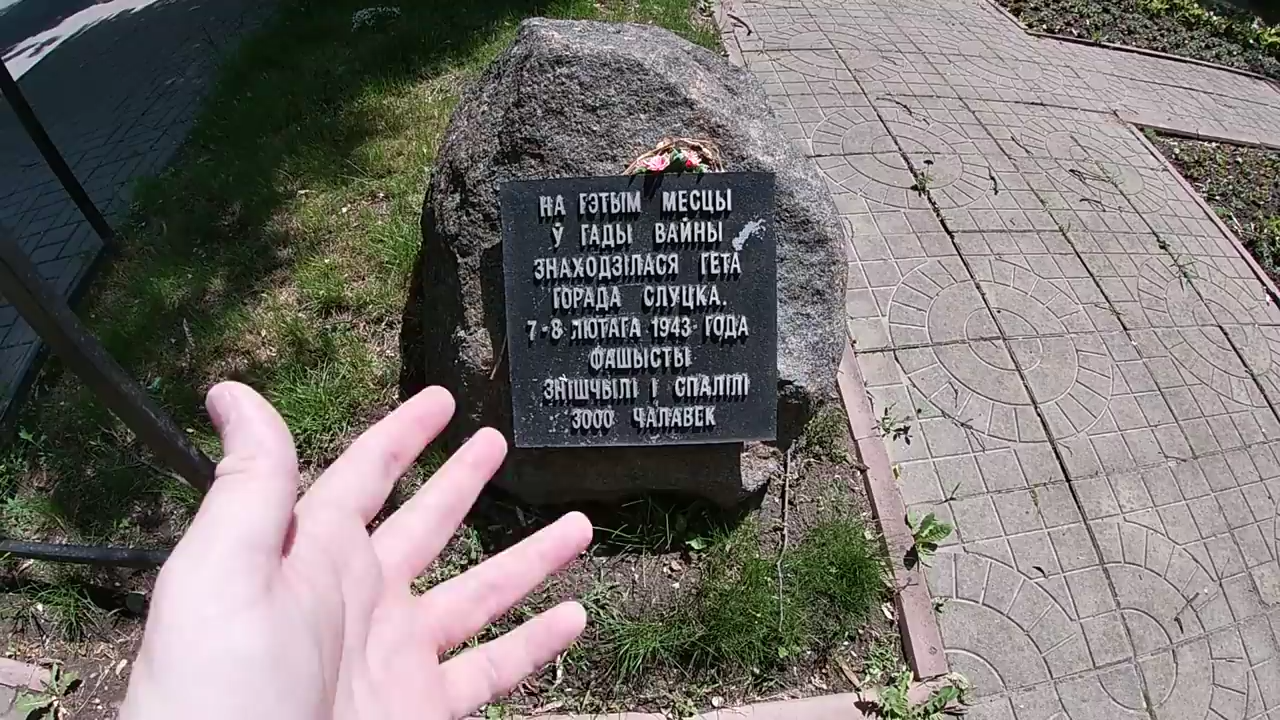 НА ГЭТЫМ МЕСЦЫ
Ў ГАДЫ ВАЙНЫ
ЗНАХОДЗІЛАСЯ ГЕТА
ГОРАДА СЛУЦКА.
7-8 ЛЮТАГА 1943 ГОДА
ФАШЫСТЫ
ЗНІШЧЫЛІ І СПАЛІЛІ
3000 ЧАЛАВЕК